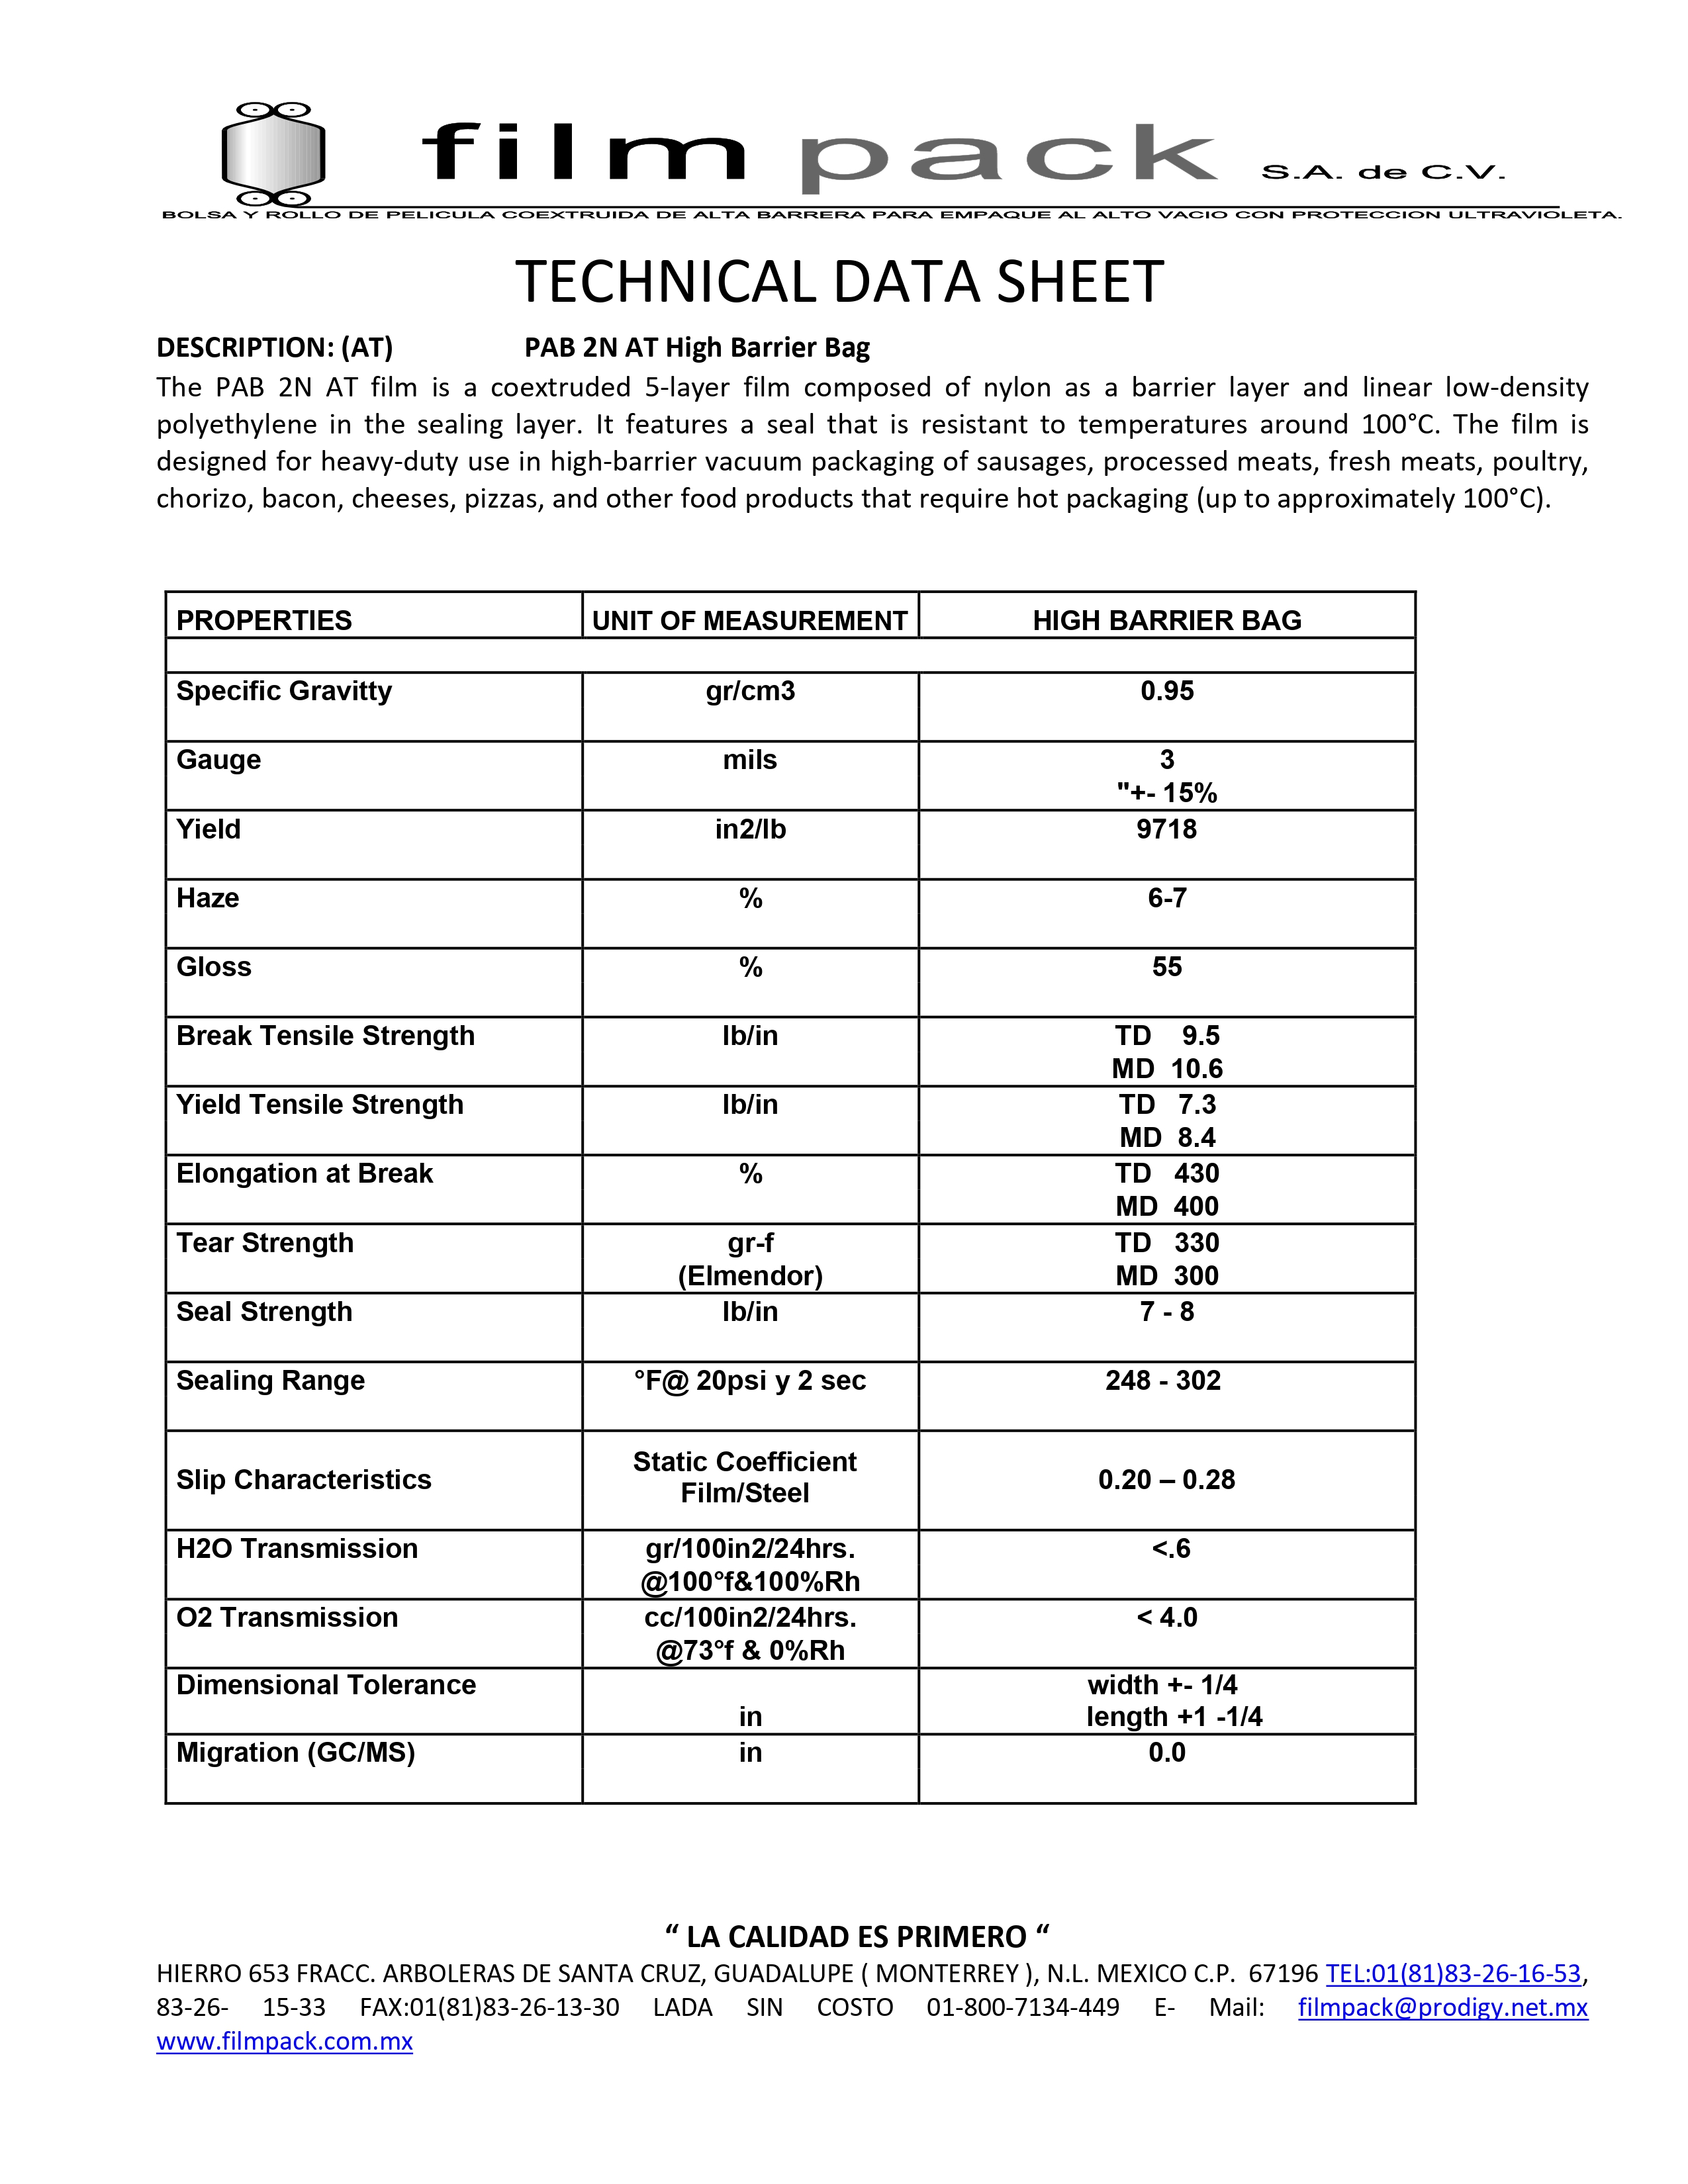 film pack S.A. de C.V.
BOLSA Y ROLLO DE PELICULA COEXTRUIDA DE ALTA BARRERA PARA EMPAQUE AL ALTO VACIO CON PROTECCION ULTRAVIOLETA.
TECHNICAL DATA SHEET
DESCRIPTION: (AT) PAB 2N AT High Barrier Bag
The PAB 2N AT film is a coextruded 5-layer film composed of nylon as a barrier layer and linear low-density
polyethylene in the sealing layer. It features a seal that is resistant to temperatures around 100°C. The film is
designed for heavy-duty use in high-barrier vacuum packaging of sausages, processed meats, fresh meats, poultry,
chorizo, bacon, cheeses, pizzas, and other food products that require hot packaging (up to approximately 100°C).
PROPERTIES UNIT OF MEASUREMENT HIGH BARRIER BAG
Specific Gravitty gr/cm3 0.95
Gauge mils 3
"+- 15%
Yield in2/lb 9718
Haze % 6-7
Gloss % 55
Break Tensile Strength lb/in TD 9.5
MD 10.6
Yield Tensile Strength lb/in TD 7.3
MD 8.4
Elongation at Break % TD 430
MD 400
Tear Strength gr-f TD 330
(Elmendor) MD 300
Seal Strength lb/in 7 - 8
Sealing Range °F@ 20psi y 2 sec 248 - 302
Static Coefficient
Slip Characteristics 0.20 – 0.28
Film/Steel
H2O Transmission gr/100in2/24hrs. <.6
@100°f&100%Rh
O2 Transmission cc/100in2/24hrs. < 4.0
@73°f & 0%Rh
Dimensional Tolerance width +- 1/4
in length +1 -1/4
Migration (GC/MS) in 0.0
“ LA CALIDAD ES PRIMERO “
HIERRO 653 FRACC. ARBOLERAS DE SANTA CRUZ, GUADALUPE ( MONTERREY ), N.L. MEXICO C.P. 67196 TEL:01(81)83-26-16-53,
83-26- 15-33 FAX:01(81)83-26-13-30 LADA SIN COSTO 01-800-7134-449 E- Mail: filmpack@prodigy.net.mx
www.filmpack.com.mx